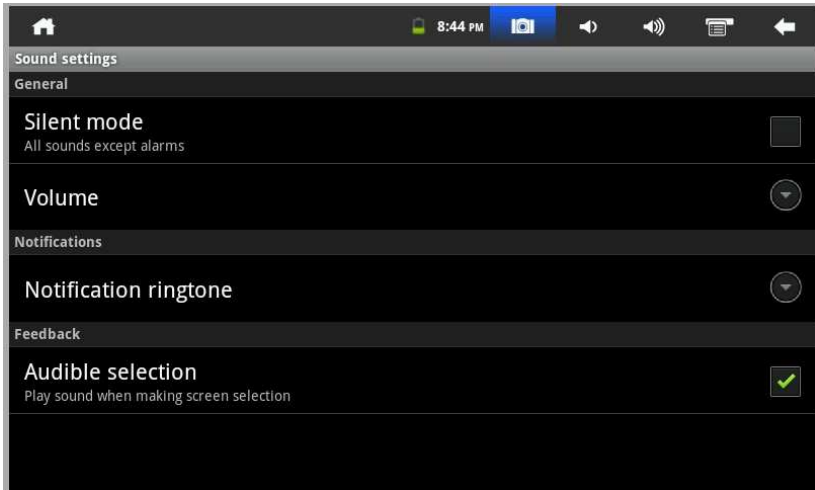 8:44 PM
Sound settings
General
Silent mode
All sounds except alarms
Volume
Notifications
Notification ringtone
Feedback
Audible selection
Play sound when making screen selection